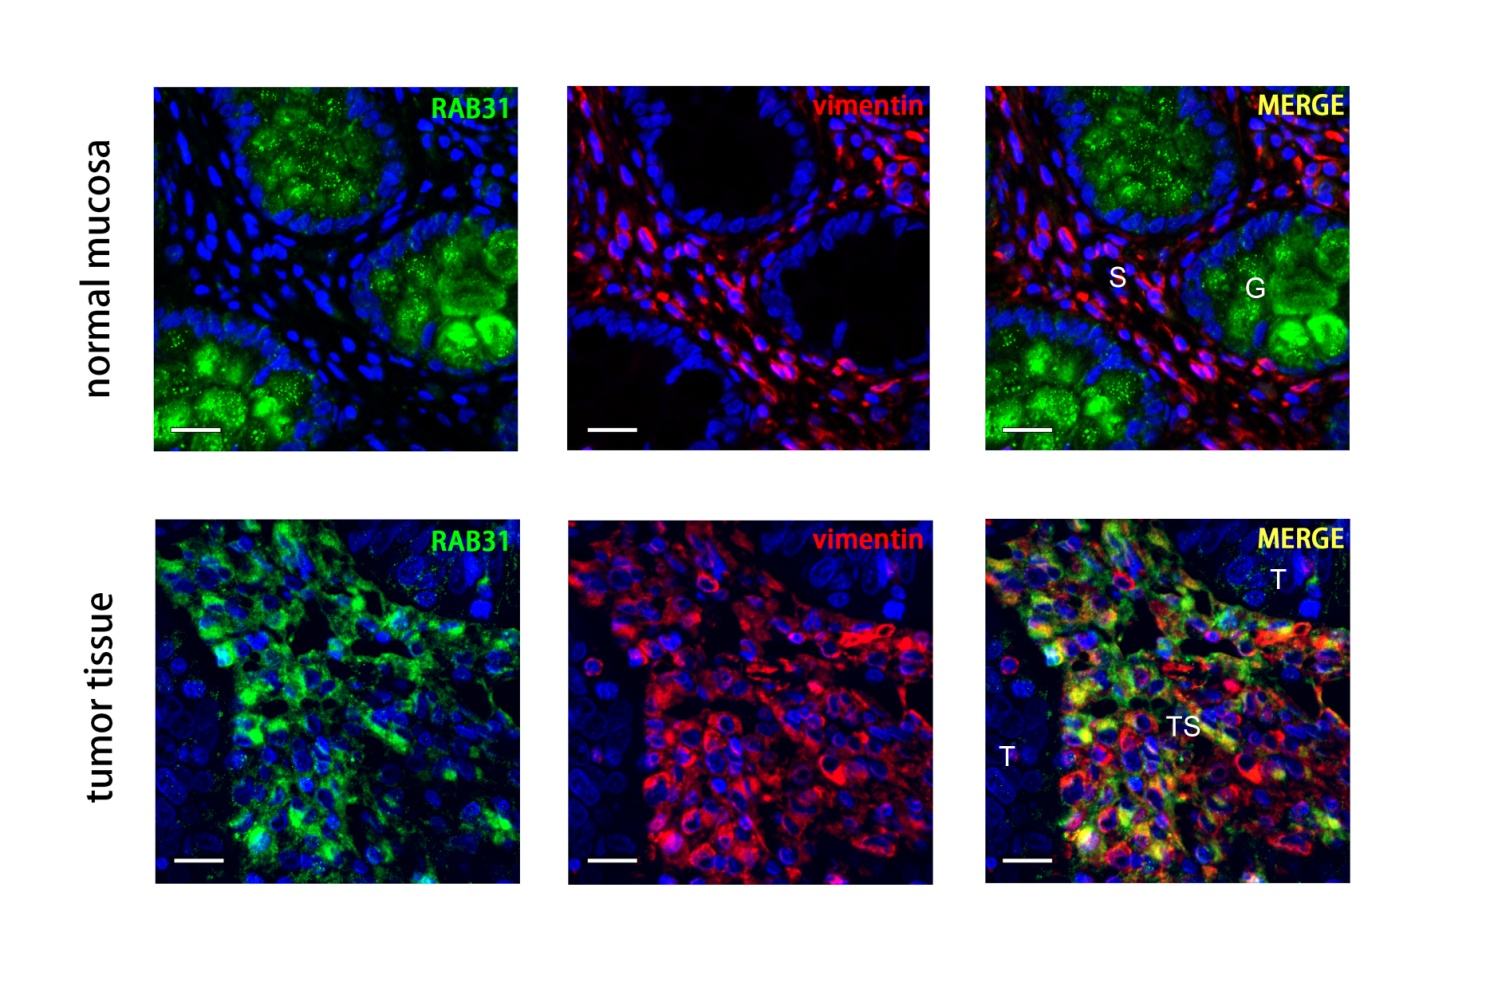 normal mucosa
RAB31
vimentin
MERGE
S
G
tumor tissue
RAB31
vimentin
MERGE
T
TS
T